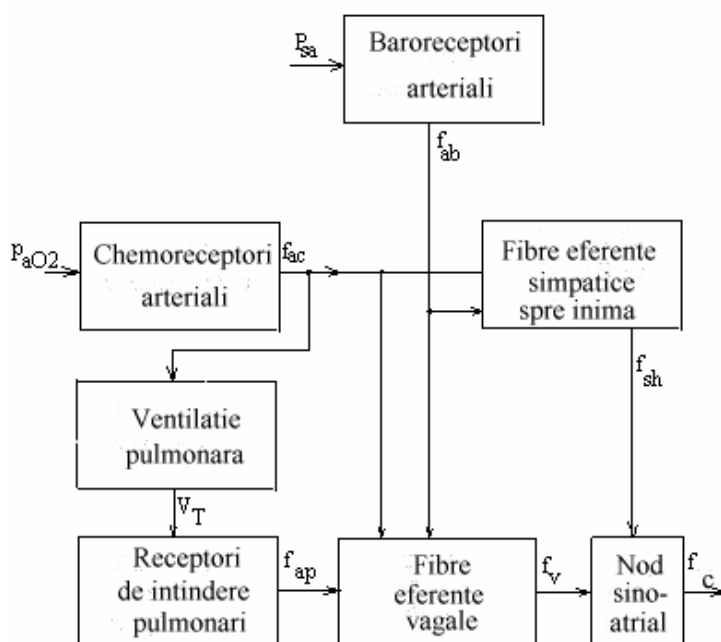 P_sa
Baroreceptori
arteriali
f_ab
p_aO2
Chemoreceptori
arteriali
f_ac
Fibre eferente
simpatice
spre inima
f_sh
Ventilatie
pulmonara
V_T
Receptori
de intindere
pulmonari
f_ap
Fibre
eferente
vagale
f_v
Nod
sino-
atrial
f_c